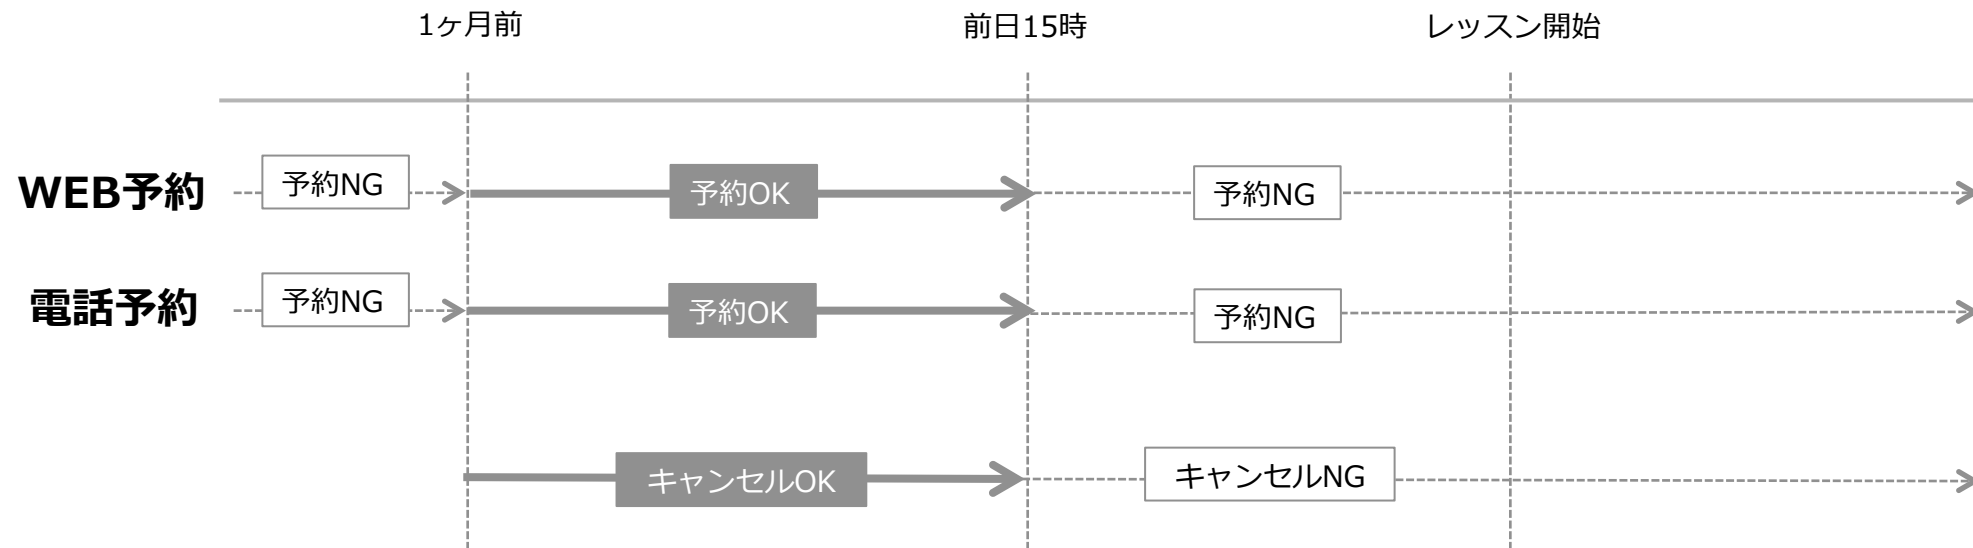 1ヶ月前 前日15時 レッスン開始
WEB予約 予約NG 予約OK 予約NG
電話予約 予約NG 予約OK 予約NG
キャンセルOK キャンセルNG